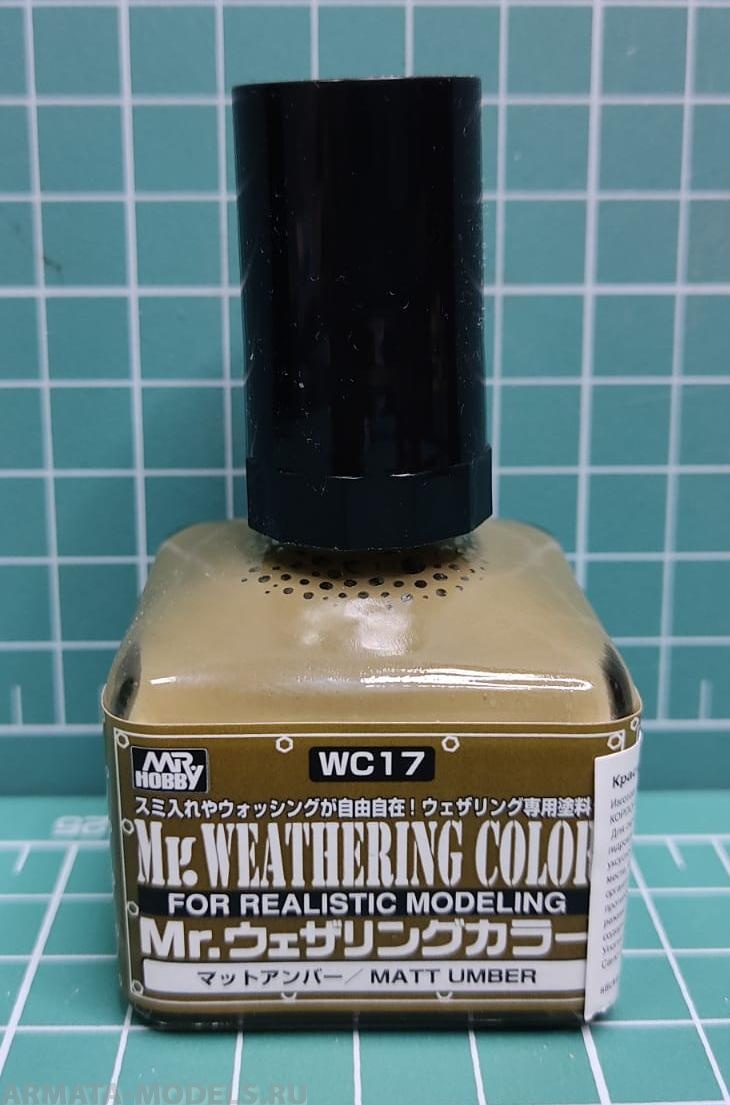 MR HOBBY
WC17
スミ入れやウォッシングが自由自在！ウェザリング専用塗料
Mr. WEATHERING COLOR
FOR REALISTIC MODELING
Mr.ウェザリングカラー
マットアンバー／MATT UMBER
ARMATA-MODELS.RU